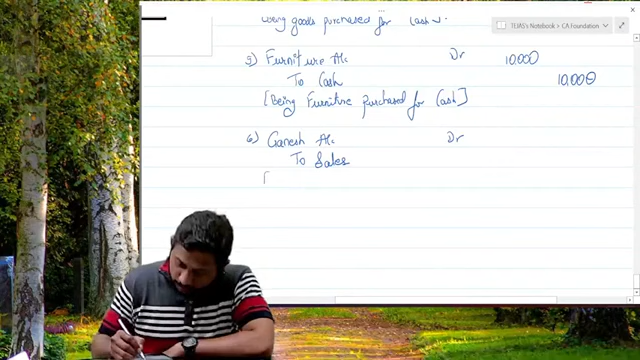 TEJAS's Notebook > CA Foundation
Being goods purchased for Cash].
5) Furniture A/c Dr 10,000
To Cash 10,000
[Being Furniture Purchased for Cash]
6) Ganesh A/c Dr
To Sales
[